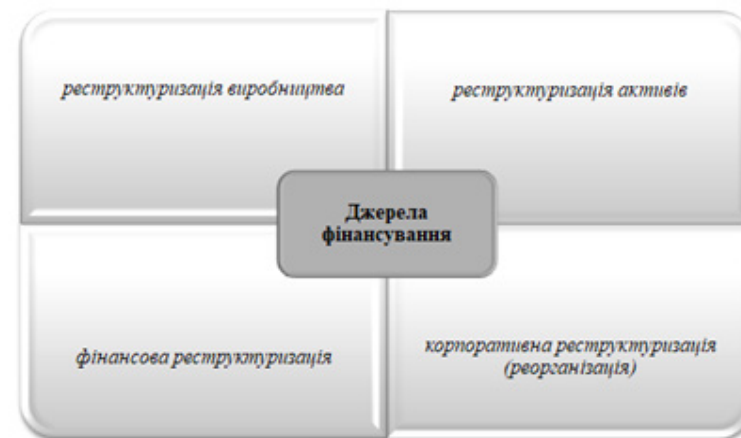 реструктуризація виробництва
реструктуризація активів
Джерела
фінансування
фінансова реструктуризація
корпоративна реструктуризація
(реорганізація)